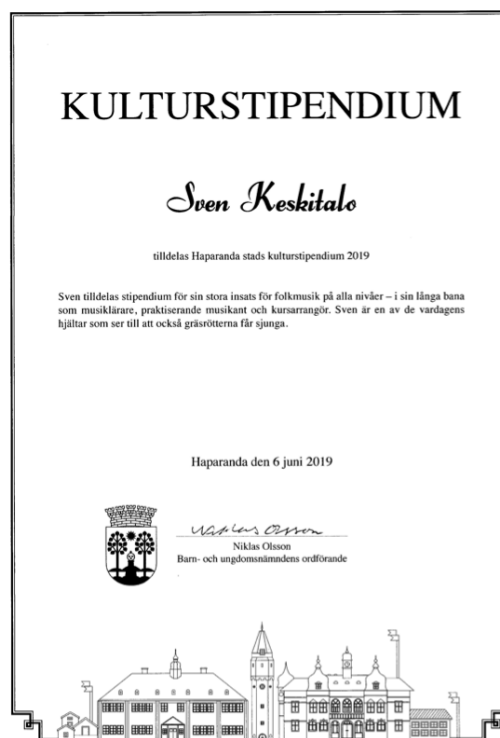 KULTURSTIPENDIUM
Sven Keskitalo
tilldelas Haparanda stads kulturstipendium 2019
Sven tilldelas stipendium för sin stora insats för folkmusik på alla nivåer – i sin långa bana
som musiklärare, praktiserande musikant och kursarrangör. Sven är en av de vardagens
hjältar som ser till att också gräsrötterna får sjunga.
Haparanda den 6 juni 2019
Niklas Olsson
Niklas Olsson
Barn- och ungdomsnämndens ordförande